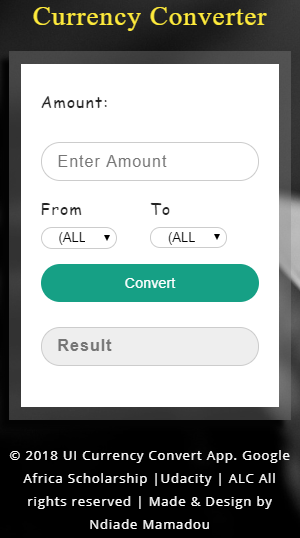 Currency Converter
Amount:
Enter Amount
From To
(ALL (ALL
Convert
Result
© 2018 UI Currency Convert App. Google
Africa Scholarship |Udacity | ALC All
rights reserved | Made & Design by
Ndiade Mamadou